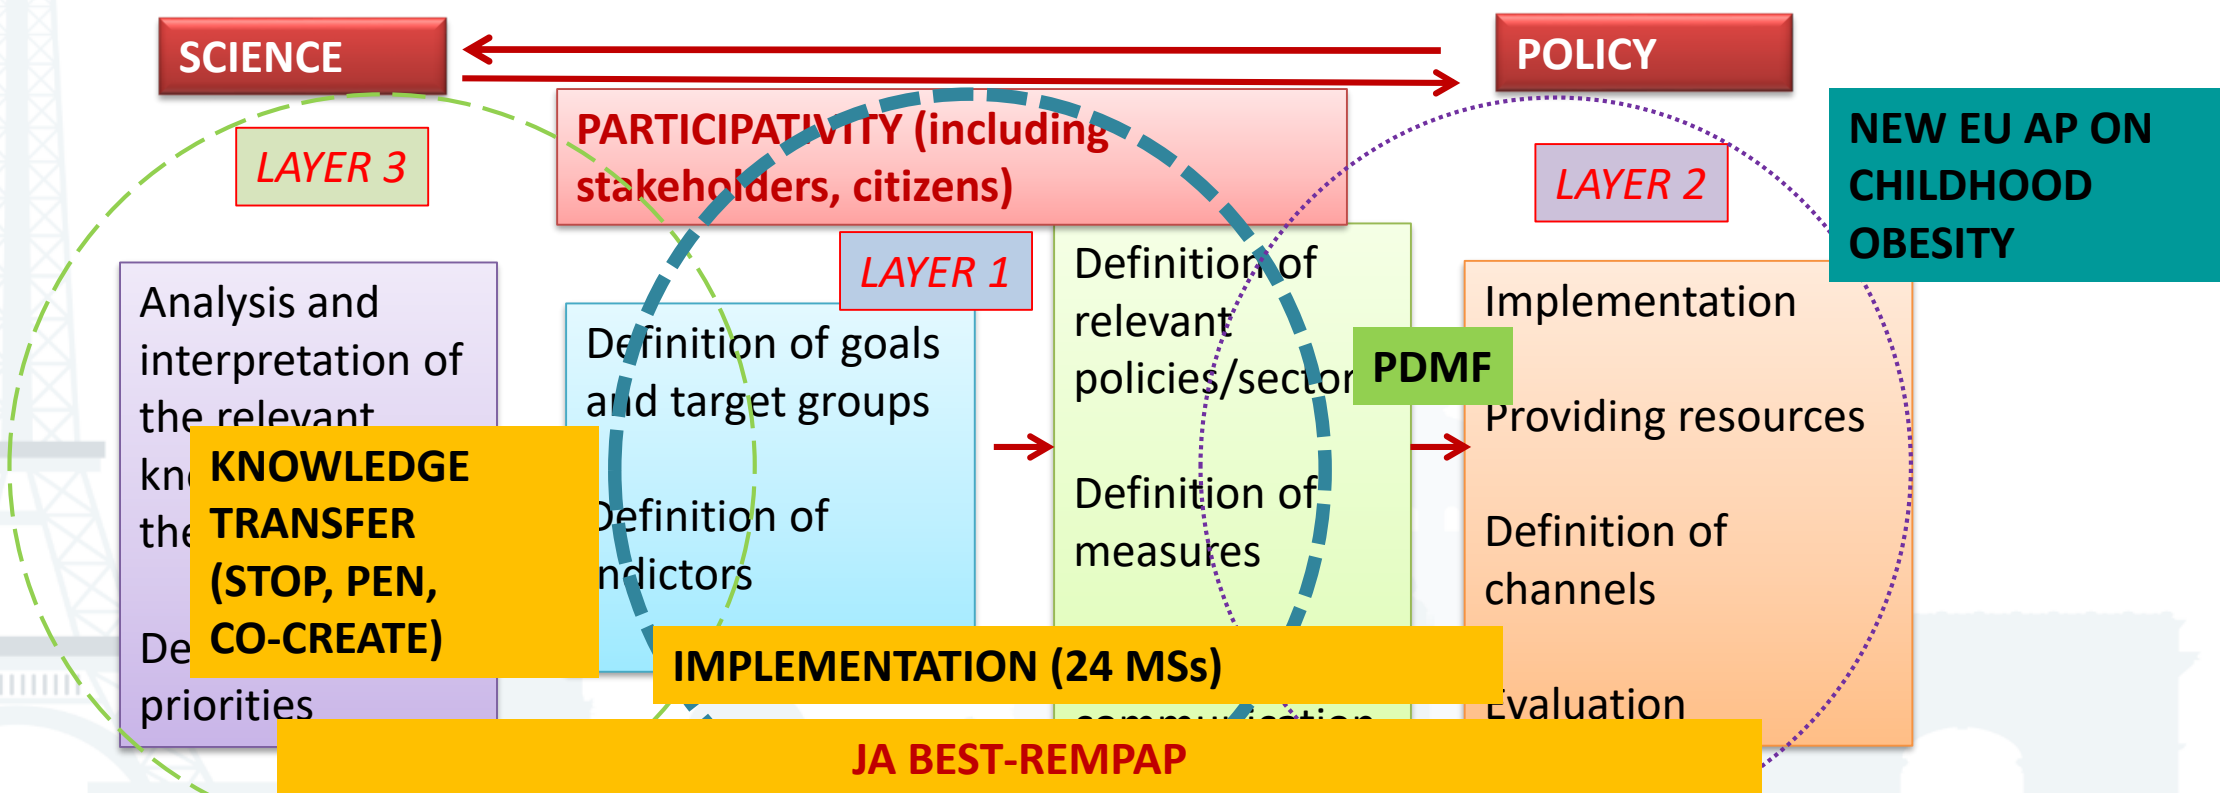 SCIENCE
POLICY
PARTICIPATIVITY (including
stakeholders, citizens)
NEW EU AP ON
CHILDHOOD
OBESITY
LAYER 3
LAYER 2
LAYER 1
Analysis and
interpretation of
the relevant
KNOWLEDGE
TRANSFER
(STOP, PEN,
CO-CREATE)
priorities
Definition of goals
and target groups
Definition of
indictors
Definition of
relevant
policies/sector
Definition of
measures
communication
PDMF
Implementation
Providing resources
Definition of
channels
Evaluation
IMPLEMENTATION (24 MSs)
JA BEST-REMPAP